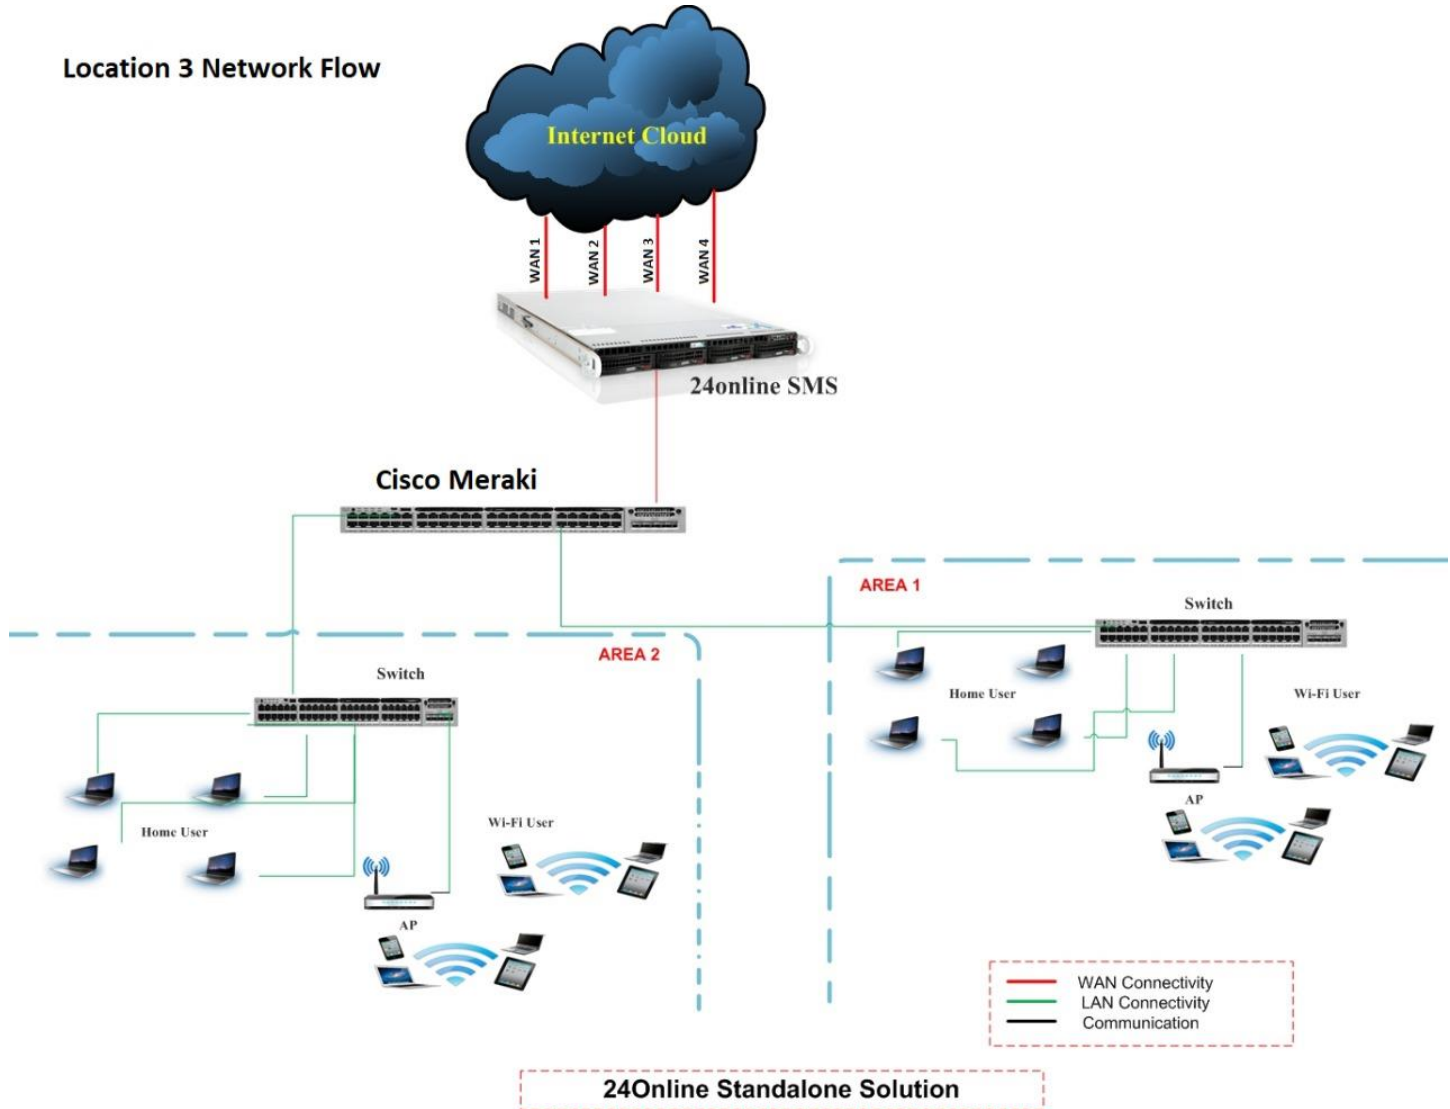 Location 3 Network Flow
Internet Cloud
WAN 1
WAN 2
WAN 3
WAN 4
24online SMS
Cisco Meraki
AREA 1
Switch
Home User
Wi-Fi User
AP
AREA 2
Switch
Home User
Wi-Fi User
AP
WAN Connectivity
LAN Connectivity
Communication
24Online Standalone Solution